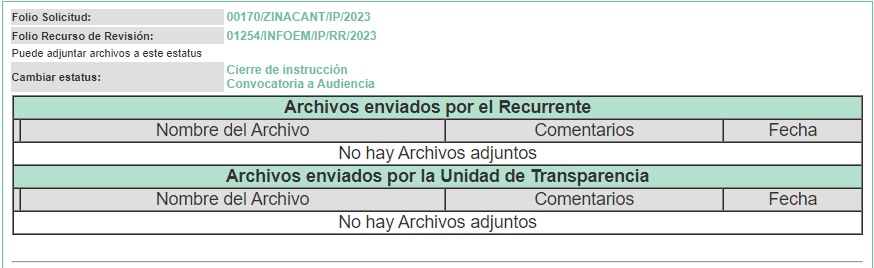 Folio Solicitud: 00170/ZINACANT/IP/2023
Folio Recurso de Revisión: 01254/INFOEM/IP/RR/2023
Puede adjuntar archivos a este estatus
Cambiar estatus: Cierre de instrucción
Convocatoria a Audiencia
Archivos enviados por el Recurrente
Nombre del Archivo Comentarios Fecha
No hay Archivos adjuntos
Archivos enviados por la Unidad de Transparencia
Nombre del Archivo Comentarios Fecha
No hay Archivos adjuntos